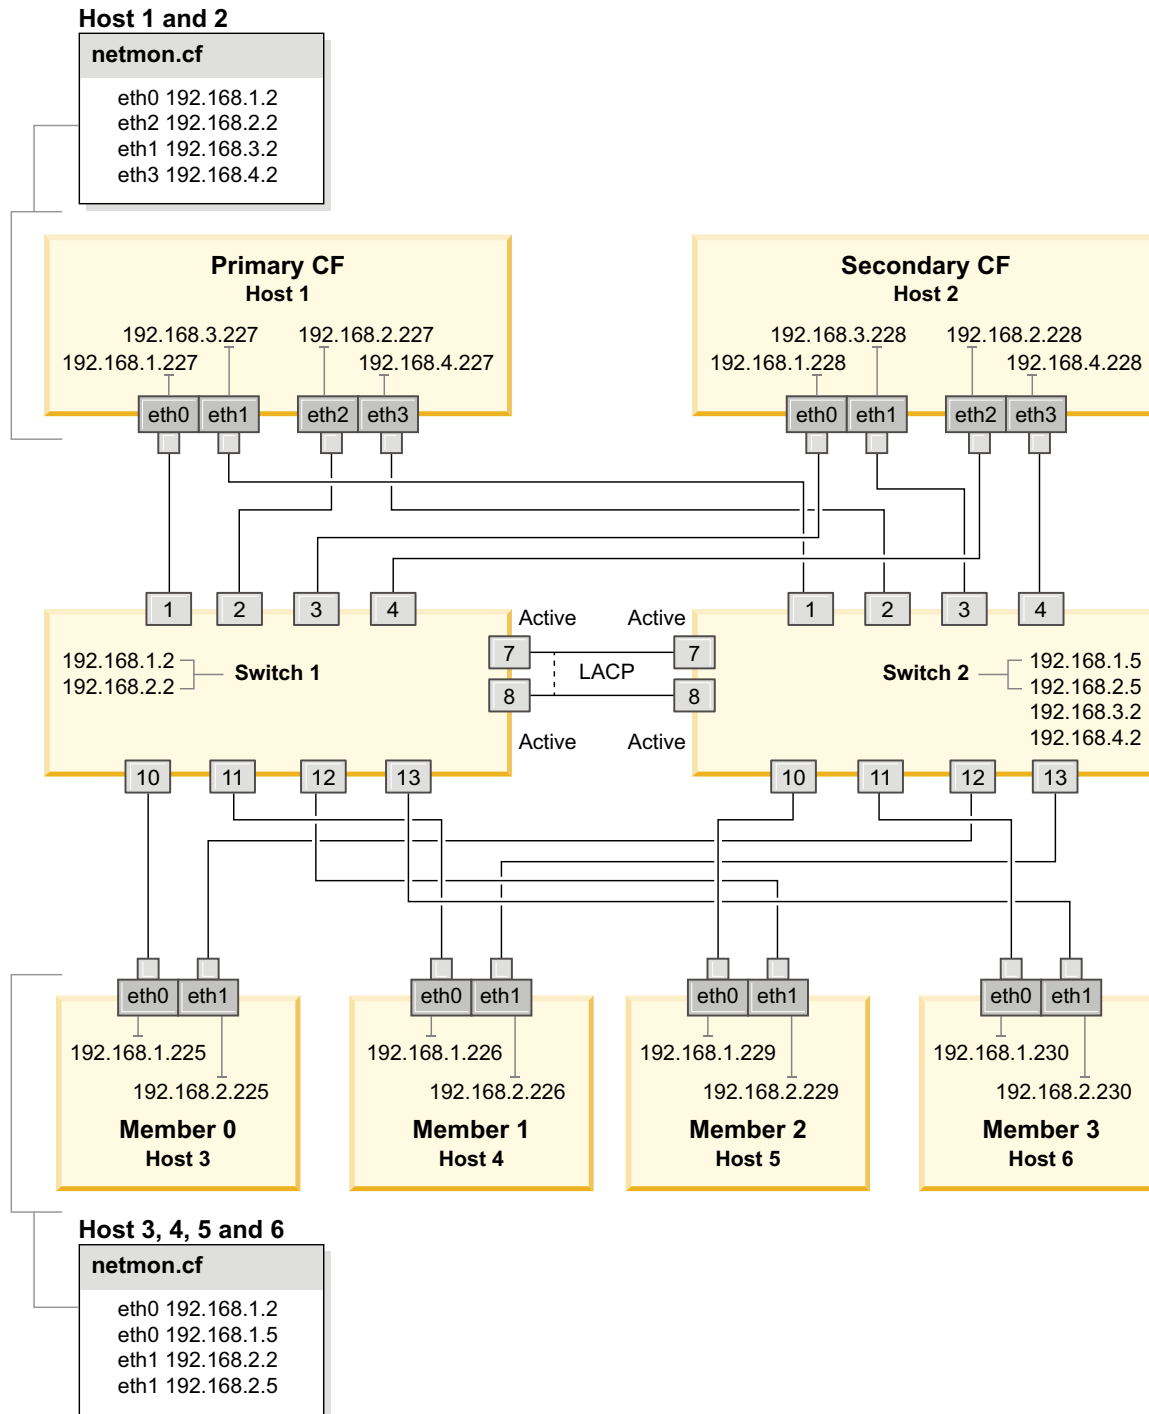 Host 1 and 2
netmon.cf
eth0 192.168.1.2
eth2 192.168.2.2
eth1 192.168.3.2
eth3 192.168.4.2
Primary CF
Host 1
192.168.3.227 192.168.2.227
192.168.1.227 192.168.4.227
eth0 eth1 eth2 eth3
Secondary CF
Host 2
192.168.3.228 192.168.2.228
192.168.1.228 192.168.4.228
eth0 eth1 eth2 eth3
1 2 3 4
1 2 3 4
Active Active
7 7
LACP
8 8
Active Active
192.168.1.2
192.168.2.2
Switch 1
Switch 2
192.168.1.5
192.168.2.5
192.168.3.2
192.168.4.2
10 11 12 13
10 11 12 13
eth0 eth1
192.168.1.225
192.168.2.225
Member 0
Host 3
eth0 eth1
192.168.1.226
192.168.2.226
Member 1
Host 4
eth0 eth1
192.168.1.229
192.168.2.229
Member 2
Host 5
eth0 eth1
192.168.1.230
192.168.2.230
Member 3
Host 6
Host 3, 4, 5 and 6
netmon.cf
eth0 192.168.1.2
eth0 192.168.1.5
eth1 192.168.2.2
eth1 192.168.2.5